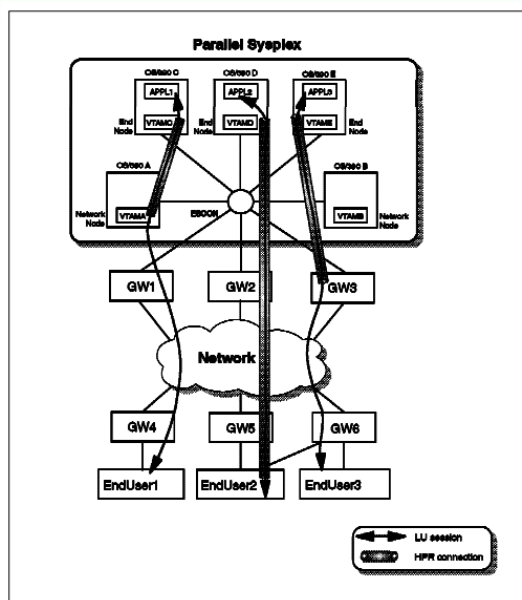 Parallel Sysplex
OS/390 C
OS/390 D
OS/390 E
APPL1
APPL2
APPL3
End Node
VTAMC
End Node
VTAMD
VTAME
End Node
OS/390 A
OS/390 B
Network Node
VTAMA
ESCON
VTAMB
Network Node
GW1
GW2
GW3
Network
GW4
GW5
GW6
EndUser1
EndUser2
EndUser3
LU session
HPR connection